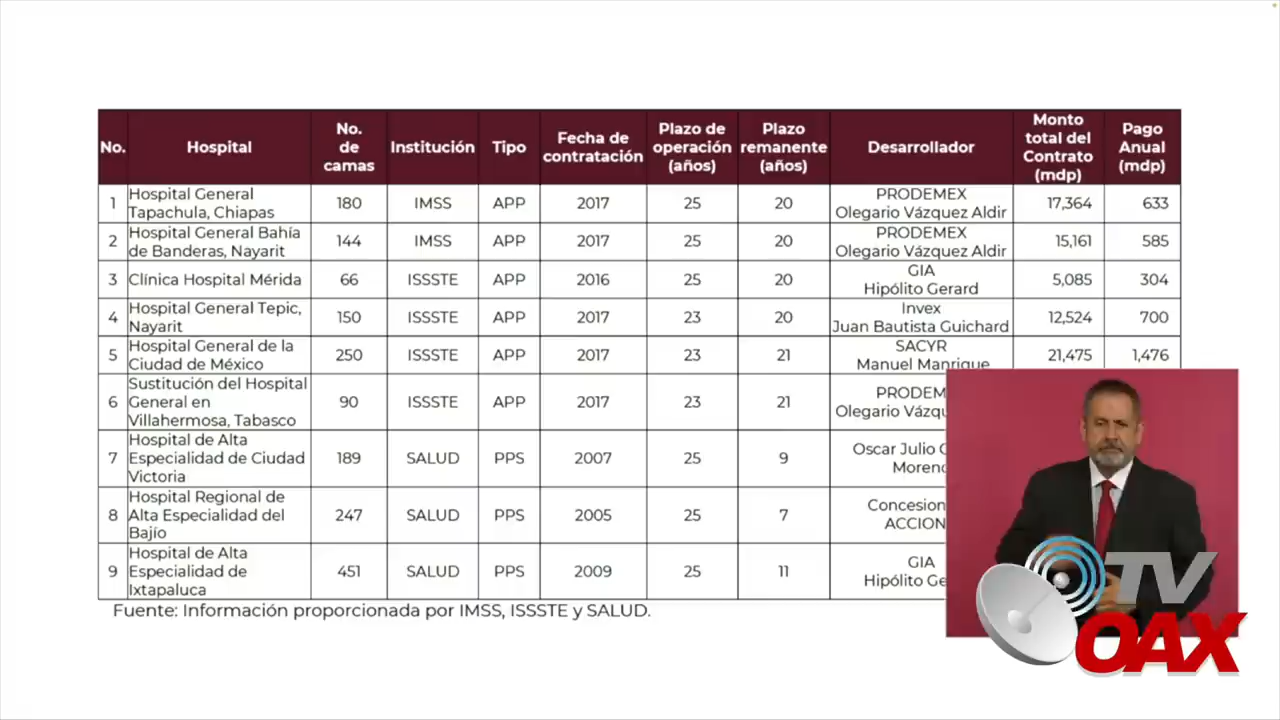 No. Hospital No. de camas Institución Tipo Fecha de contratación Plazo de operación (años) Plazo remanente (años) Desarrollador Monto total del Contrato (mdp) Pago Anual (mdp)
1 Hospital General Tapachula, Chiapas 180 IMSS APP 2017 25 20 PRODEMEX Olegario Vázquez Aldir 17,364 633
2 Hospital General Bahía de Banderas, Nayarit 144 IMSS APP 2017 25 20 PRODEMEX Olegario Vázquez Aldir 15,161 585
3 Clínica Hospital Mérida 66 ISSSTE APP 2016 25 20 GIA Hipólito Gerard 5,085 304
4 Hospital General Tepic, Nayarit 150 ISSSTE APP 2017 23 20 Invex Juan Bautista Guichard 12,524 700
5 Hospital General de la Ciudad de México 250 ISSSTE APP 2017 23 21 SACYR Manuel Manrique 21,475 1,476
6 Sustitución del Hospital General en Villahermosa, Tabasco 90 ISSSTE APP 2017 23 21 Olegario
7 Hospital de Alta Especialidad de Ciudad Victoria 189 SALUD PPS 2007 25 9 Oscar Julio
8 Hospital Regional de Alta Especialidad del Bajío 247 SALUD PPS 2005 25 7
9 Hospital de Alta Especialidad de Ixtapaluca 451 SALUD PPS 2009 25 11 GIA Hipólito
Fuente: Información proporcionada por IMSS, ISSSTE y SALUD.
TV
OAX